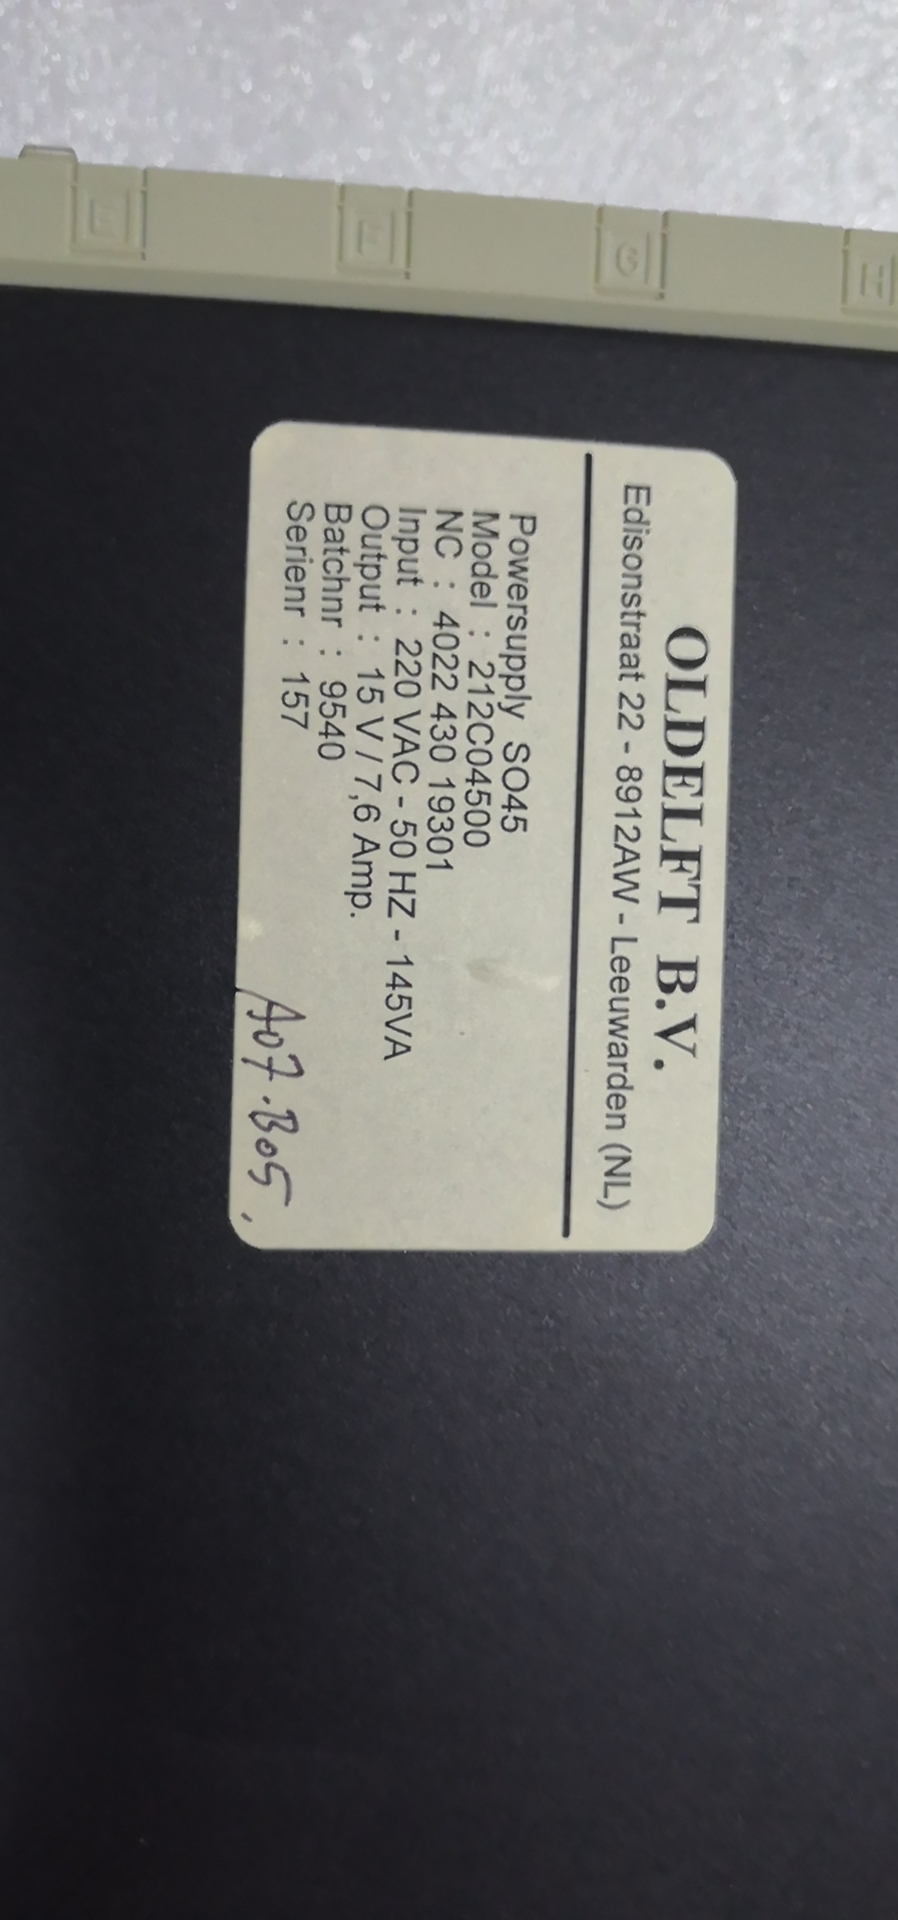 OLDELFT B.V.
Edisonstraat 22 - 8912AW - Leeuwarden (NL)
Powersupply SO45
Model : 212C04500
NC : 4022 430 19301
Input : 220 VAC - 50 HZ - 145VA
Output : 15 V / 7,6 Amp.
Batchnr : 9540
Serienr : 157
A07.B05.